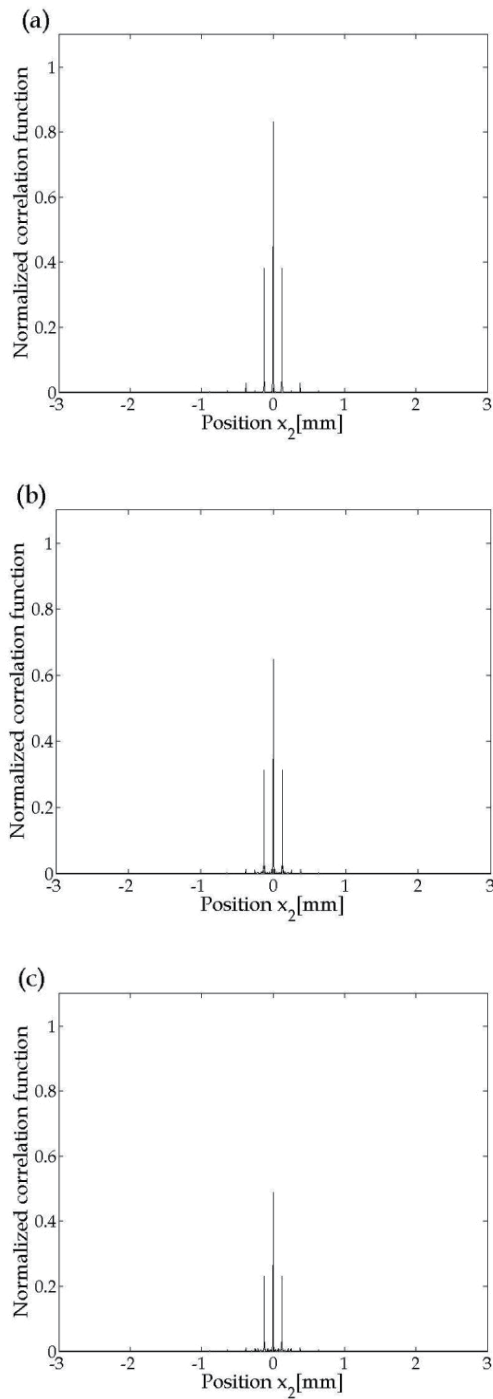 (a)
Normalized correlation function
1
0.8
0.6
0.4
0.2
0
-3 -2 -1 0 1 2 3
Position x₂[mm]
(b)
Normalized correlation function
1
0.8
0.6
0.4
0.2
0
-3 -2 -1 0 1 2 3
Position x₂[mm]
(c)
Normalized correlation function
1
0.8
0.6
0.4
0.2
0
-3 -2 -1 0 1 2 3
Position x₂[mm]